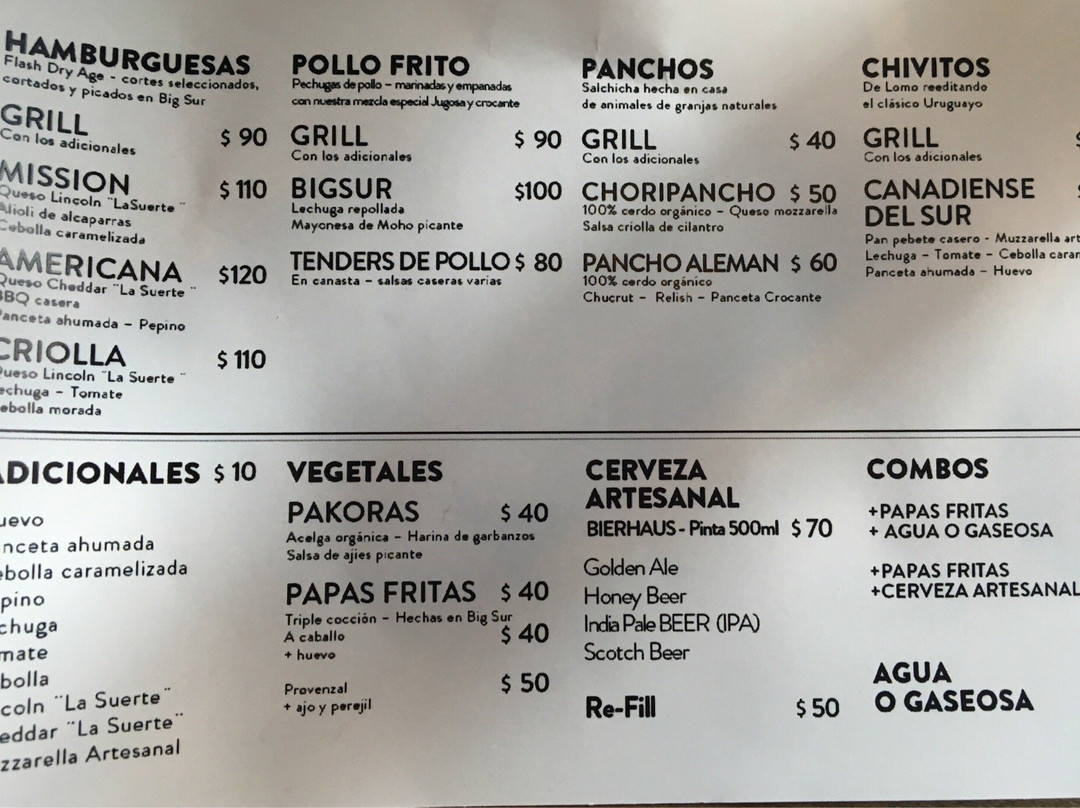 HAMBURGUESAS
Flash Dry Age - cortes seleccionados,
cortados y picados en Big Sur
GRILL $ 90
Con los adicionales
MISSION $ 110
Queso Lincoln "LaSuerte"
Alioli de alcaparras
Cebolla caramelizada
AMERICANA $120
Queso Cheddar "La Suerte"
BBQ casera
Panceta ahumada - Pepino
CRIOLLA $ 110
Queso Lincoln "La Suerte"
Lechuga - Tomate
Cebolla morada
POLLO FRITO
Pechugas de pollo - marinadas y empanadas
con nuestra mezcla especial Jugosa y crocante
GRILL $ 90
Con los adicionales
BIGSUR $100
Lechuga repollada
Mayonesa de Moho picante
TENDERS DE POLLO $ 80
En canasta - salsas caseras varias
PANCHOS
Salchicha hecha en casa
de animales de granjas naturales
GRILL $ 40
Con los adicionales
CHORIPANCHO $ 50
100% cerdo orgánico - Queso mozzarella
Salsa criolla de cilantro
PANCHO ALEMAN $ 60
100% cerdo orgánico
Chucrut - Relish - Panceta Crocante
CHIVITOS
De Lomo reeditando
el clásico Uruguayo
GRILL $
Con los adicionales
CANADIENSE $
DEL SUR
Pan pebete casero - Muzzarella art
Lechuga - Tomate - Cebolla caram
Panceta ahumada - Huevo
ADICIONALES $ 10
uevo
nceta ahumada
ebolla caramelizada
pino
chuga
mate
bolla
coln "La Suerte"
eddar "La Suerte"
zzarella Artesanal
VEGETALES
PAKORAS $ 40
Acelga orgánica - Harina de garbanzos
Salsa de ajies picante
PAPAS FRITAS $ 40
Triple cocción - Hechas en Big Sur
A caballo $ 40
+ huevo
Provenzal $ 50
+ ajo y perejil
CERVEZA
ARTESANAL
BIERHAUS - Pinta 500ml $ 70
Golden Ale
Honey Beer
India Pale BEER (IPA)
Scotch Beer
Re-Fill $ 50
COMBOS
+PAPAS FRITAS
+ AGUA O GASEOSA
+PAPAS FRITAS
+CERVEZA ARTESANAL
AGUA
O GASEOSA